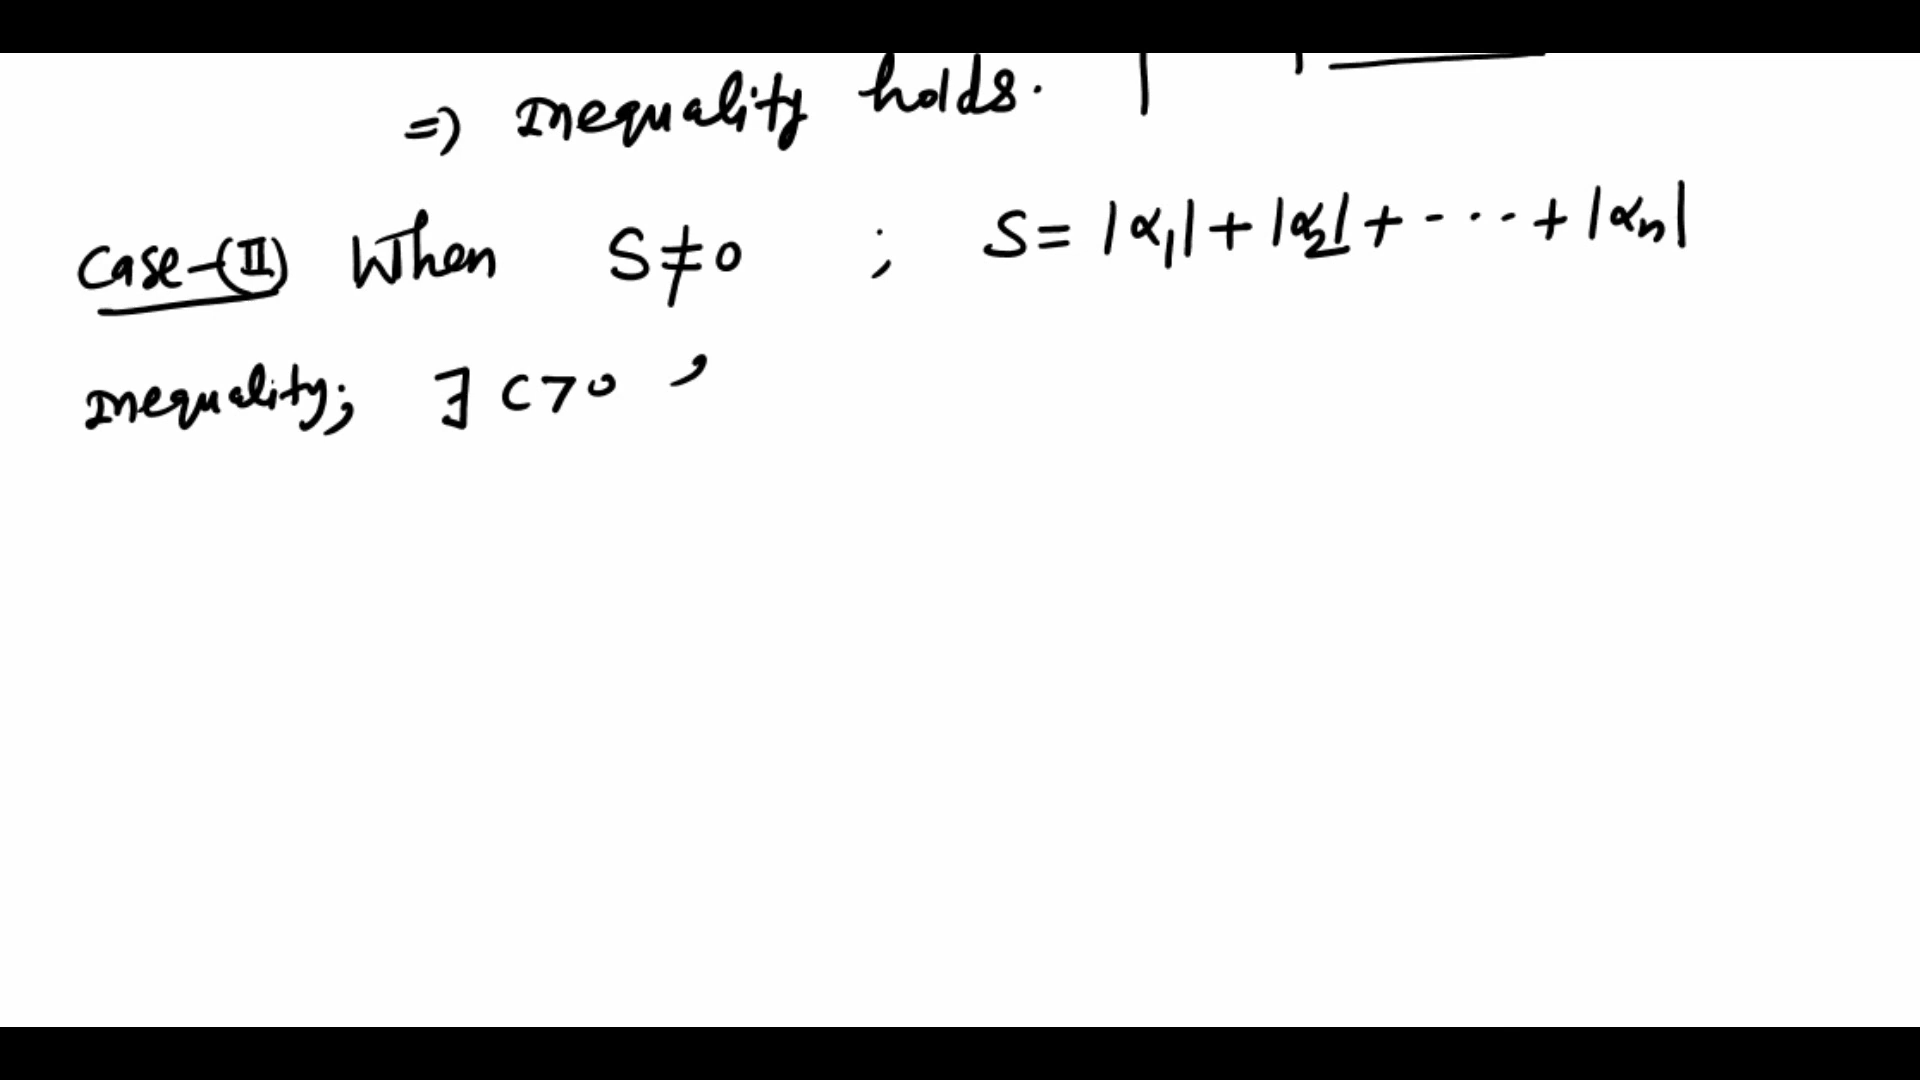 => Inequality holds.
Case-(II) When S≠0 ; S = |α₁| + |α₂| + - - - - + |αₙ|
Inequality; ∃ C>0 ,